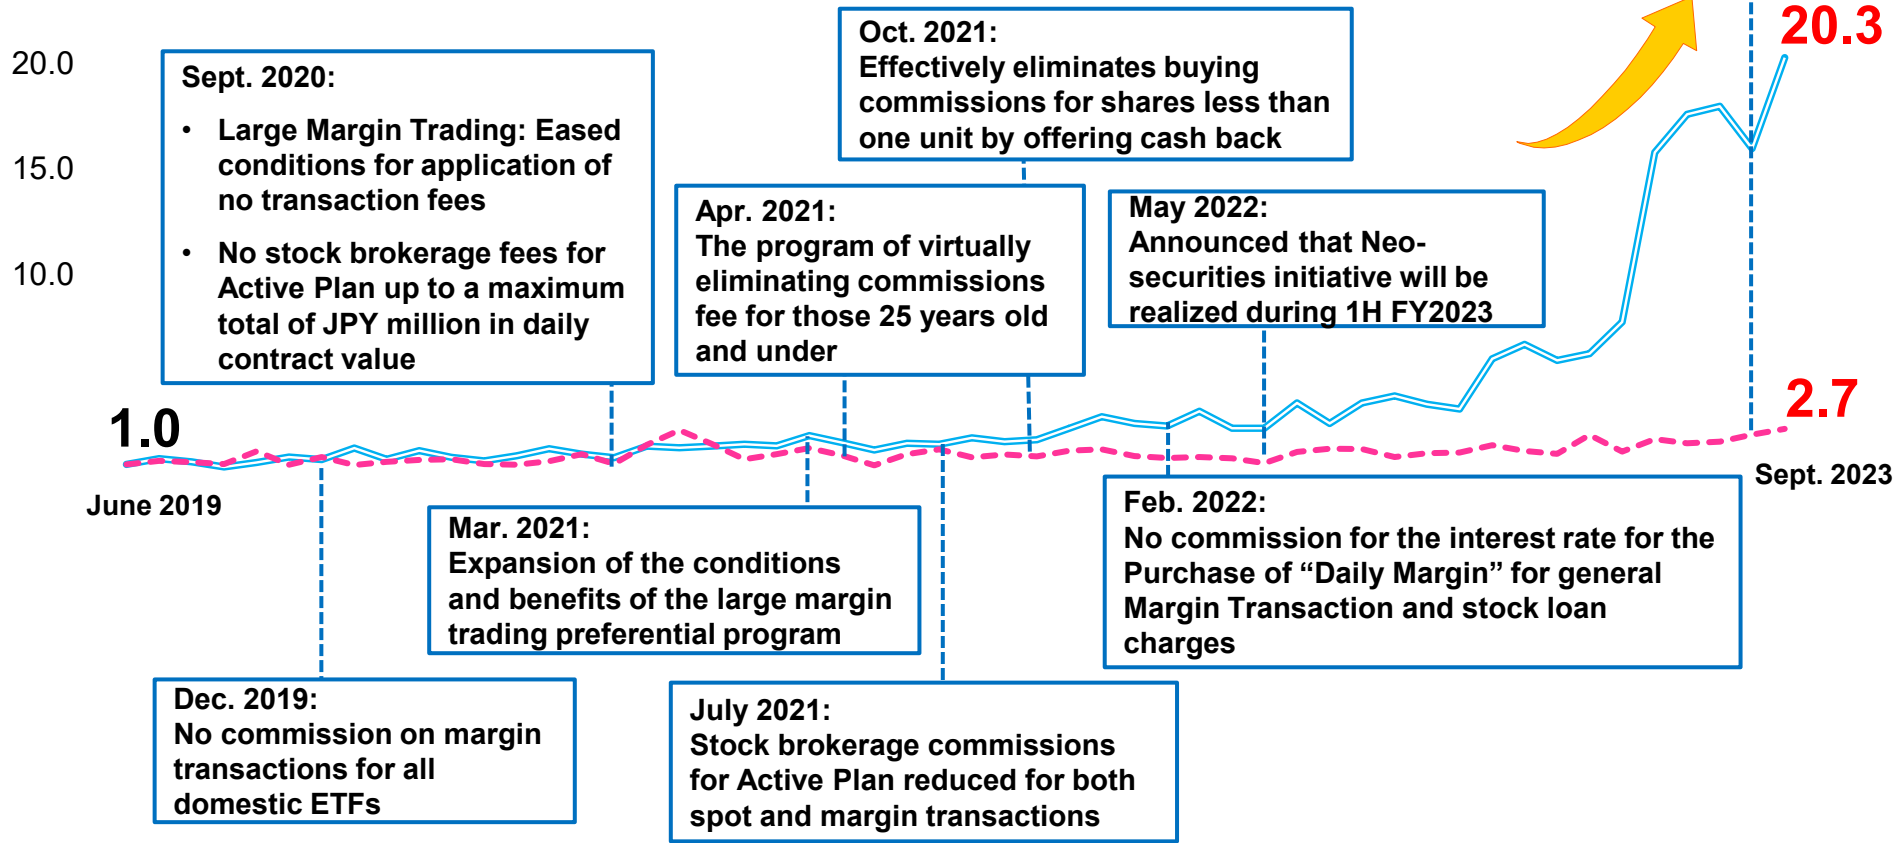 20.0
15.0
10.0
Sept. 2020:
• Large Margin Trading: Eased
conditions for application of
no transaction fees
• No stock brokerage fees for
Active Plan up to a maximum
total of JPY million in daily
contract value
Oct. 2021:
Effectively eliminates buying
commissions for shares less than
one unit by offering cash back
20.3
Apr. 2021:
The program of virtually
eliminating commissions
fee for those 25 years old
and under
May 2022:
Announced that Neo-
securities initiative will be
realized during 1H FY2023
1.0
2.7
June 2019
Sept. 2023
Mar. 2021:
Expansion of the conditions
and benefits of the large margin
trading preferential program
Feb. 2022:
No commission for the interest rate for the
Purchase of “Daily Margin” for general
Margin Transaction and stock loan
charges
Dec. 2019:
No commission on margin
transactions for all
domestic ETFs
July 2021:
Stock brokerage commissions
for Active Plan reduced for both
spot and margin transactions